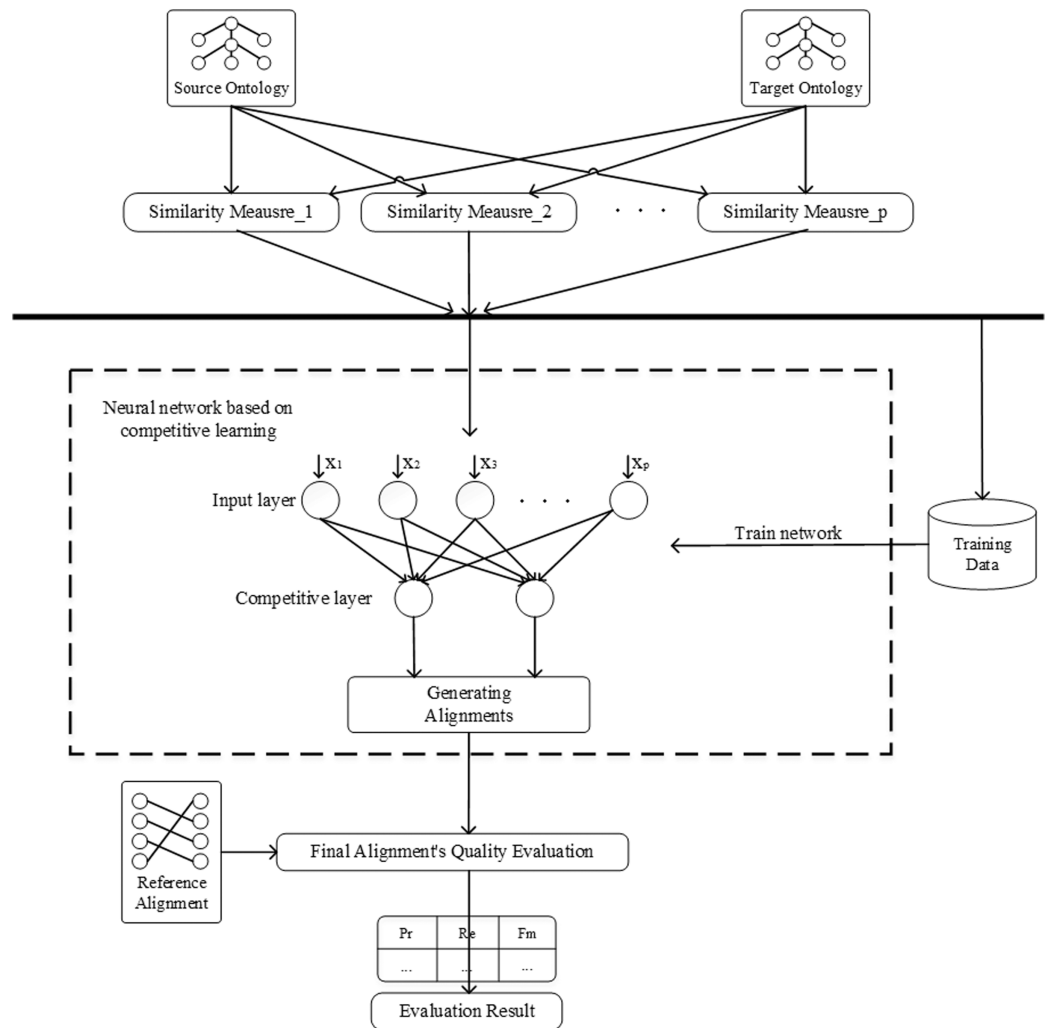 Source Ontology
Target Ontology
Similarity Meausre_1
Similarity Meausre_2
. . .
Similarity Meausre_p
Neural network based on
competitive learning
X1
X2
X3
Xp
Input layer
. . .
Train network
Training
Data
Competitive layer
Generating
Alignments
Reference
Alignment
Final Alignment's Quality Evaluation
Pr Re Fm
... ... ...
Evaluation Result